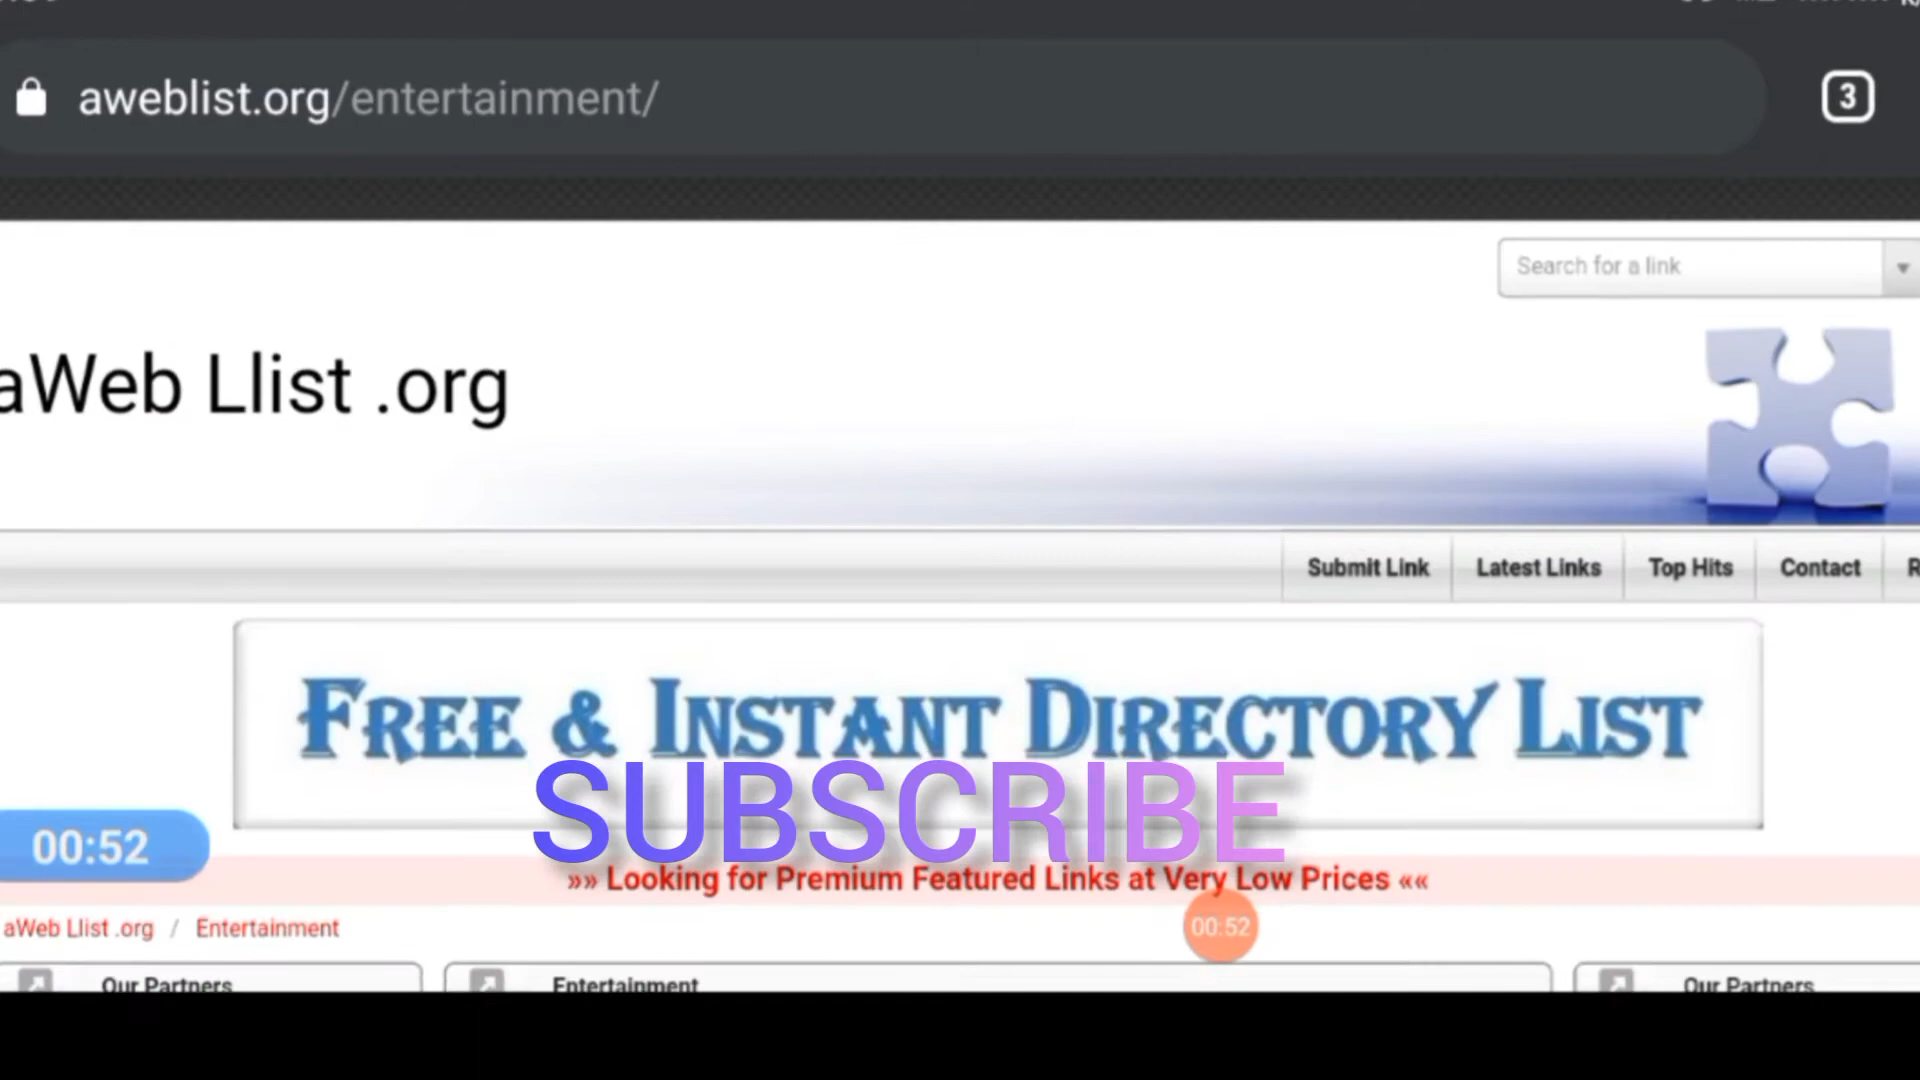 aweblist.org/entertainment/
3
Search for a link
aWeb Llist .org
Submit Link
Latest Links
Top Hits
Contact
FREE & INSTANT DIRECTORY LIST
SUBSCRIBE
00:52
»» Looking for Premium Featured Links at Very Low Prices ««
00:52
aWeb Llist .org / Entertainment
Our Partners
Entertainment
Our Partners